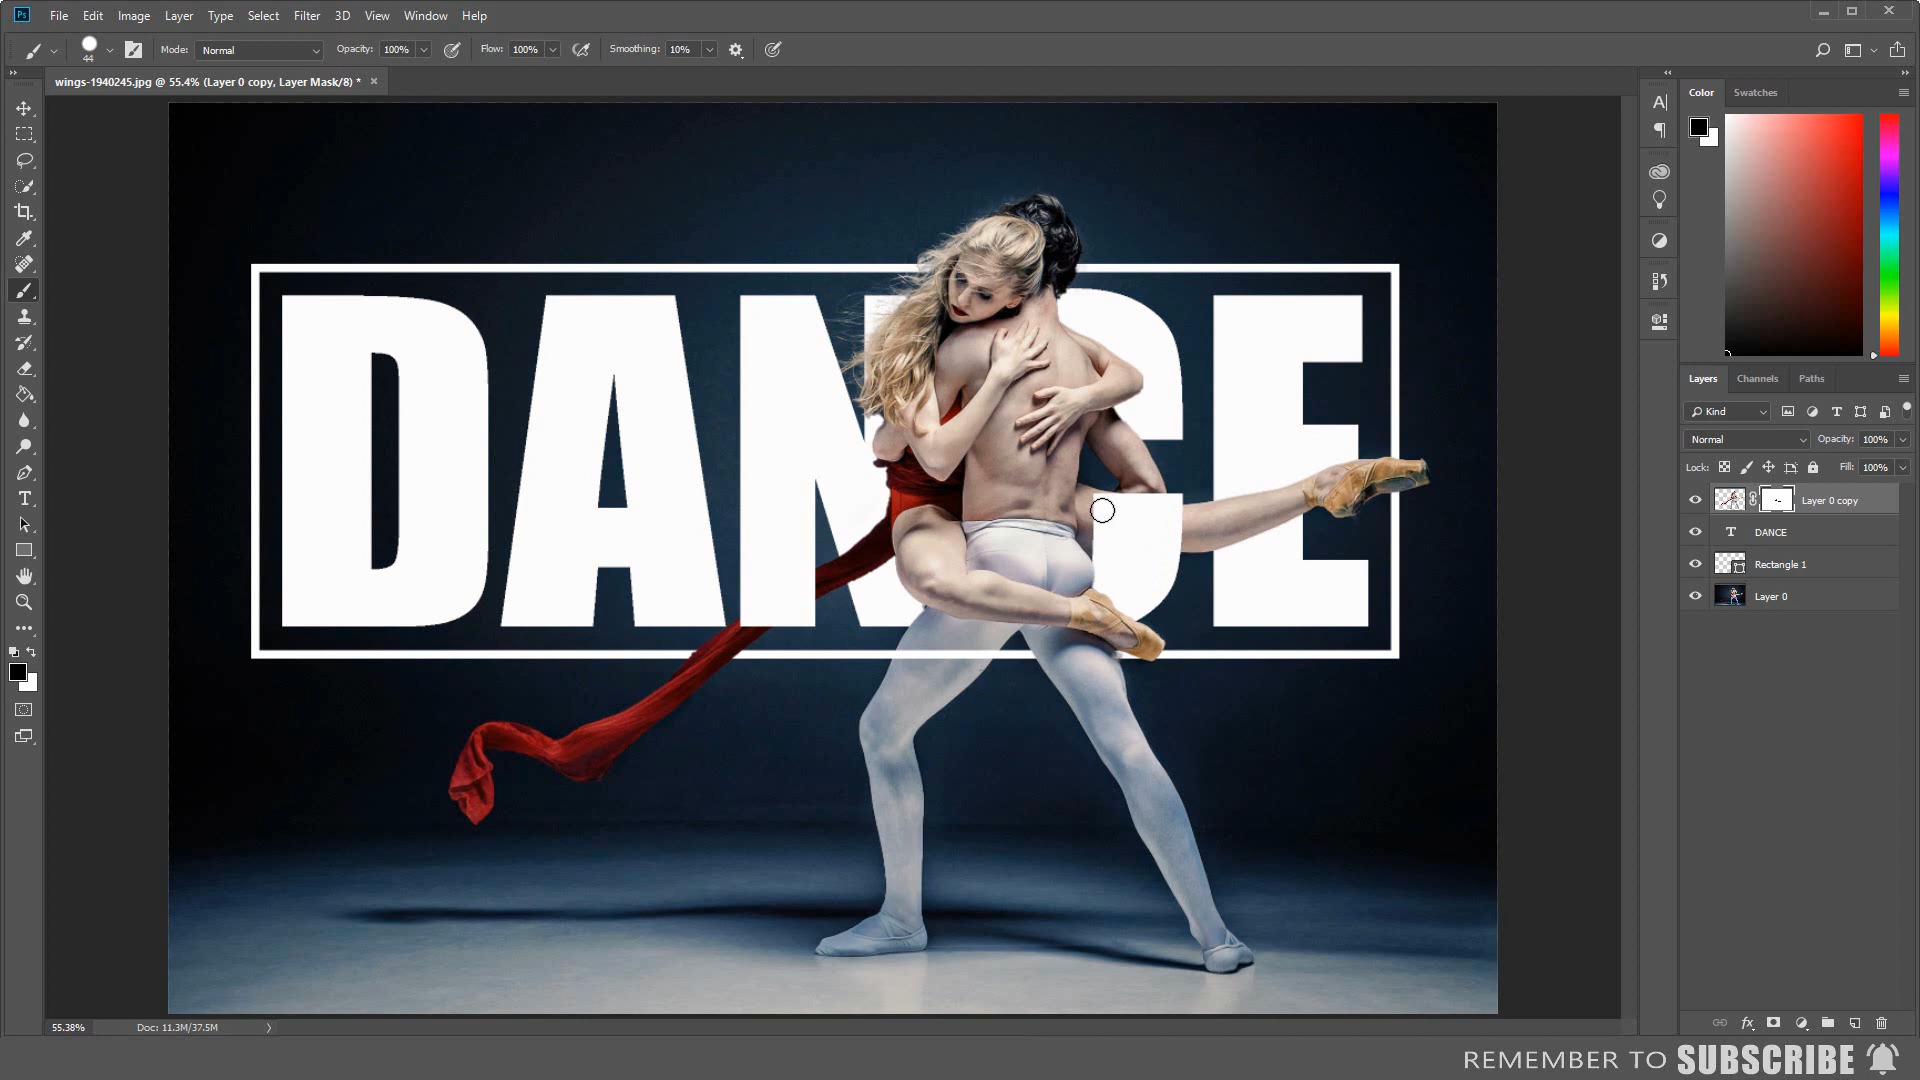 Ps File Edit Image Layer Type Select Filter 3D View Window Help
44 Mode: Normal Opacity: 100% Flow: 100% Smoothing: 10%
wings-1940245.jpg @ 55.4% (Layer 0 copy, Layer Mask/8) *
Color Swatches
DANCE
Layers Channels Paths
Kind
Normal Opacity: 100%
Lock: Fill: 100%
Layer 0 copy
DANCE
Rectangle 1
Layer 0
55.38% Doc: 11.3M/37.5M
fx
REMEMBER TO SUBSCRIBE